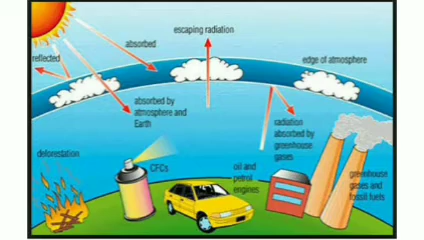 escaping radiation
absorbed
reflected
edge of atmosphere
absorbed by
atmosphere and
Earth
radiation
absorbed by
greenhouse
gases
deforestation
CFCs
oil and
petrol
engines
greenhouse
gases and
fossil fuels